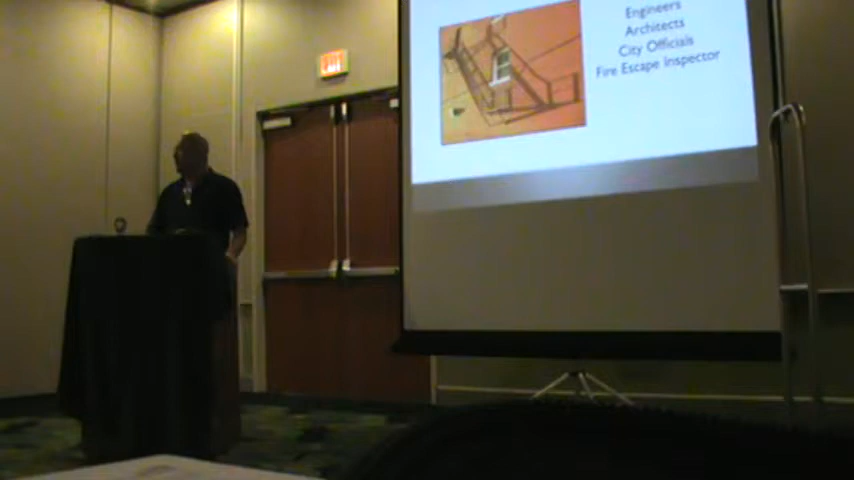 EXIT
Engineers
Architects
City Officials
Fire Escape Inspector